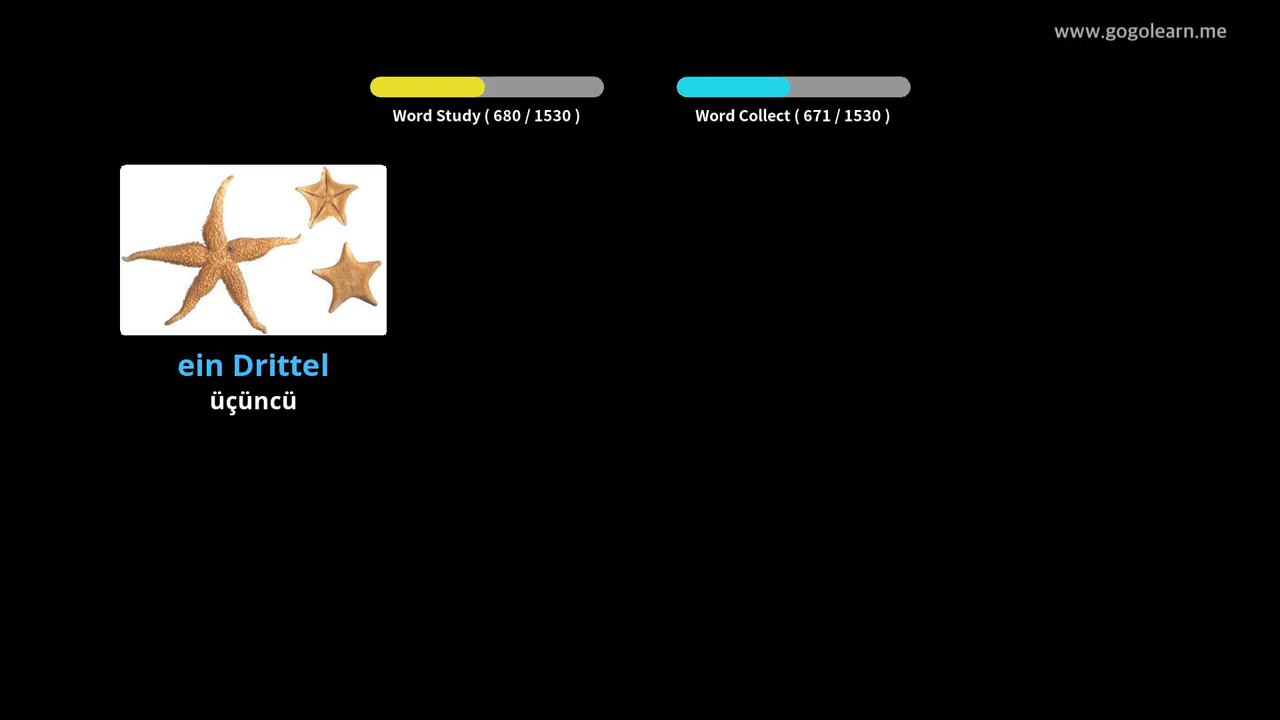 www.gogolearn.me
Word Study ( 680 / 1530 )
Word Collect ( 671 / 1530 )
ein Drittel
üçüncü